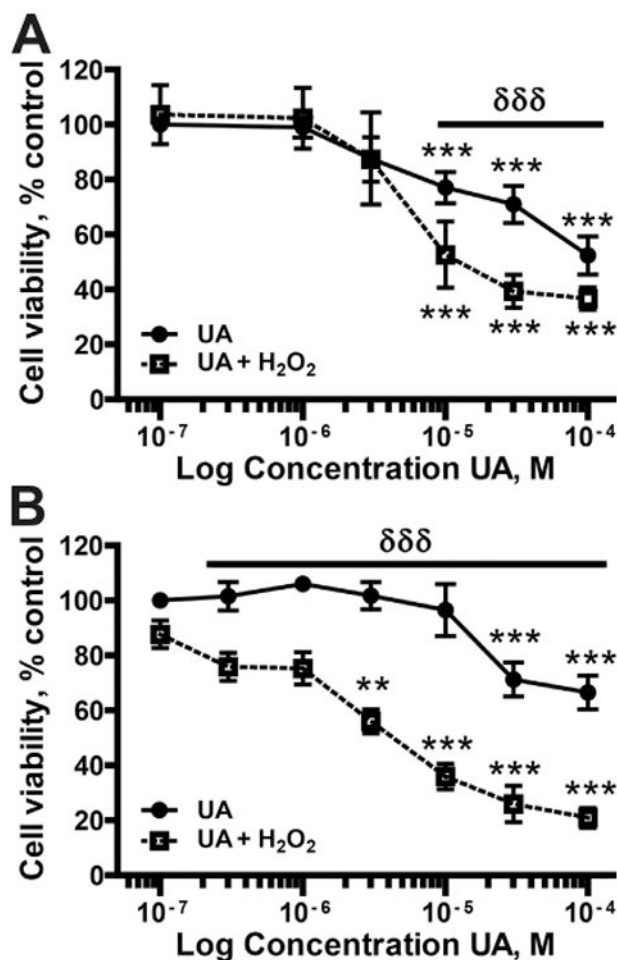 A
120
100
80
60
40
20
0
Cell viability, % control
δδδ
*** *** ***
*** *** ***
UA
UA + H₂O₂
10⁻⁷ 10⁻⁶ 10⁻⁵ 10⁻⁴
Log Concentration UA, M
B
120
100
80
60
40
20
0
Cell viability, % control
δδδ
*** ***
** *** *** ***
UA
UA + H₂O₂
10⁻⁷ 10⁻⁶ 10⁻⁵ 10⁻⁴
Log Concentration UA, M